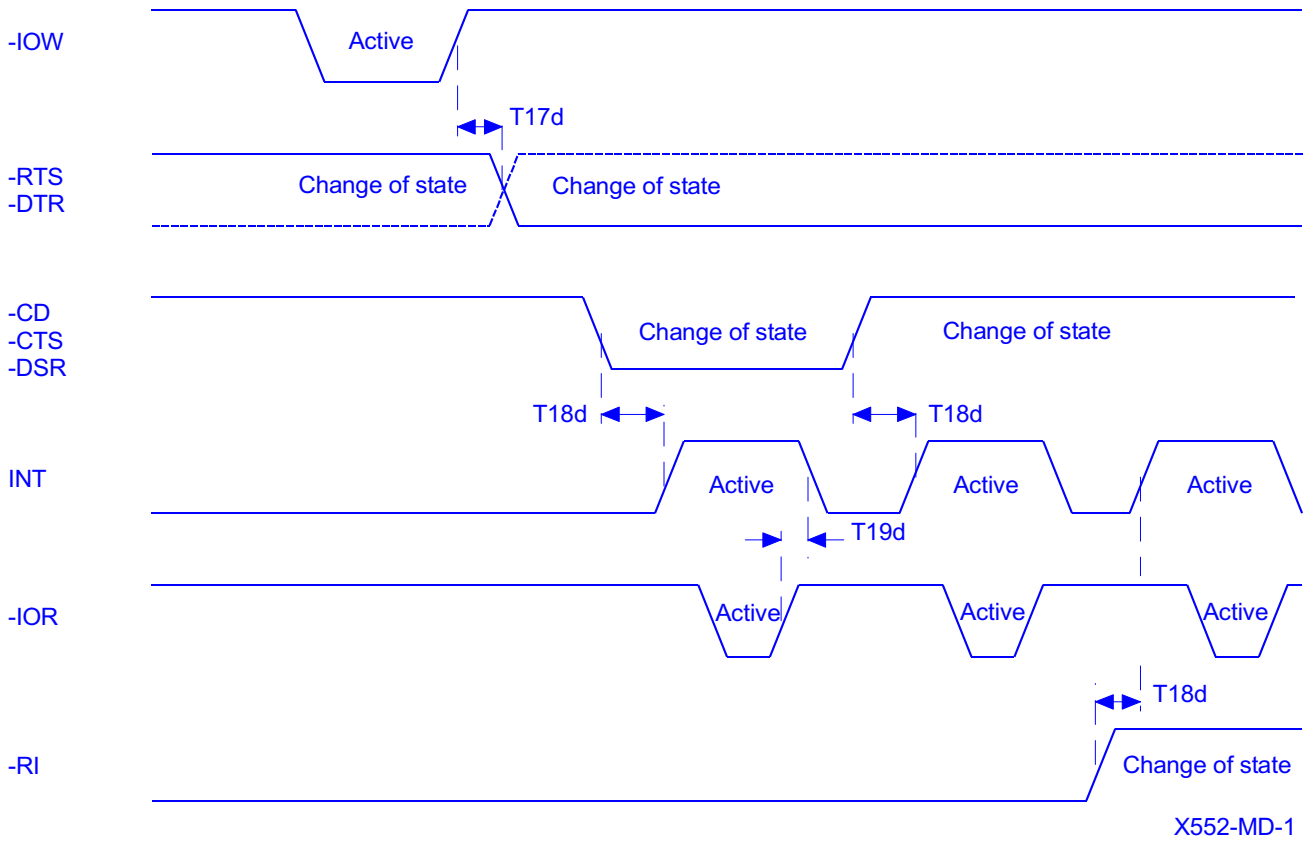 -IOW
Active
T17d
-RTS
-DTR
Change of state
Change of state
-CD
-CTS
-DSR
Change of state
Change of state
T18d
T18d
INT
Active
Active
Active
T19d
-IOR
Active
Active
Active
T18d
-RI
Change of state
X552-MD-1